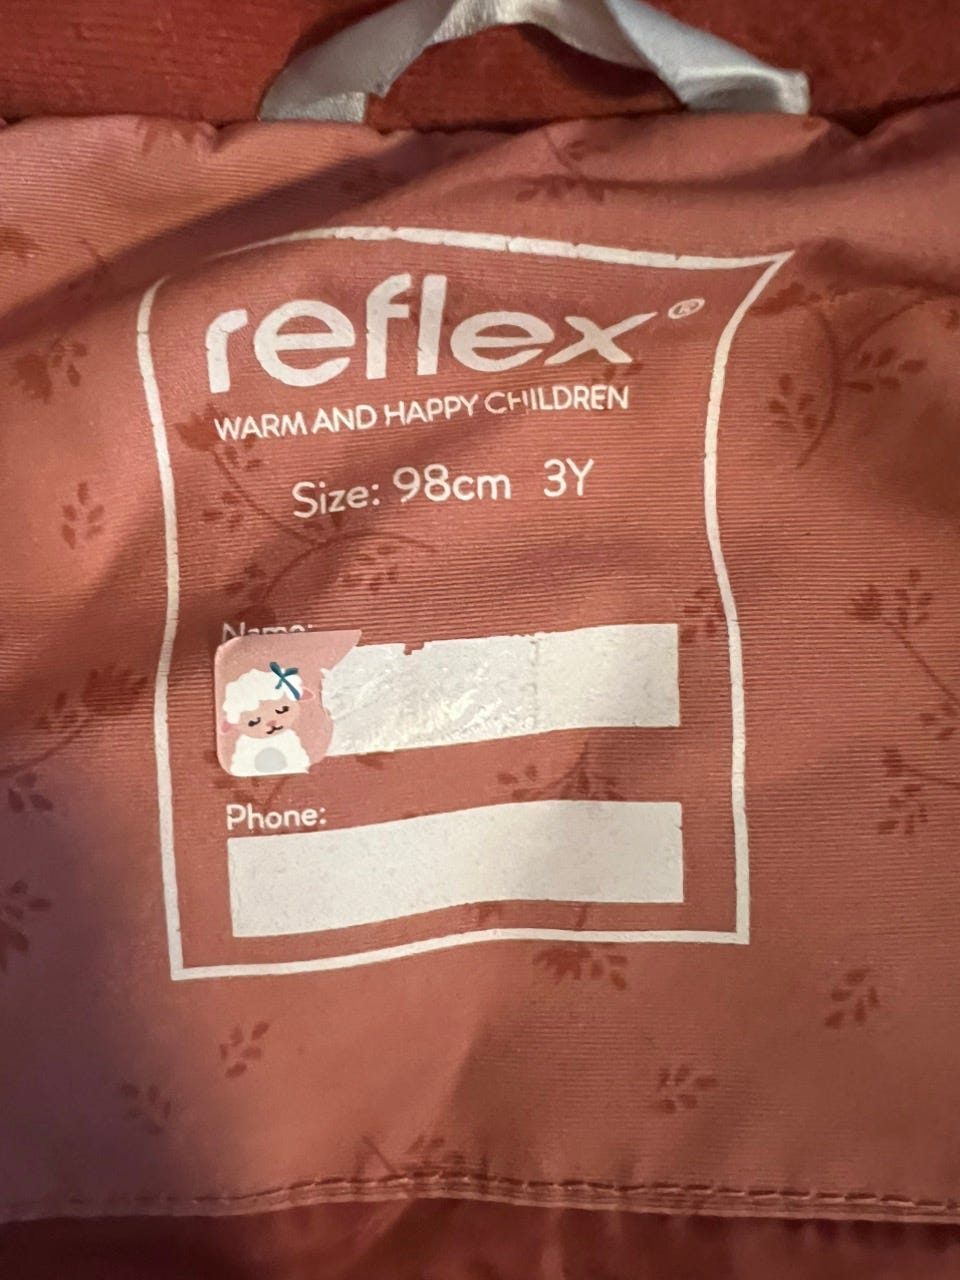 reflex®
WARM AND HAPPY CHILDREN
Size: 98cm 3Y
Name:
Phone: